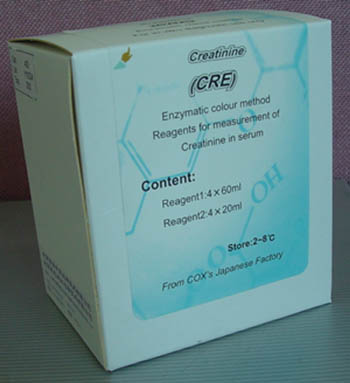 Creatinine
(CRE)
Enzymatic colour method
Reagents for measurement of
Creatinine in serum
Content:
Reagent1:4×60ml
Reagent2:4×20ml
Store:2-8℃
From COX's Japanese Factory
OH